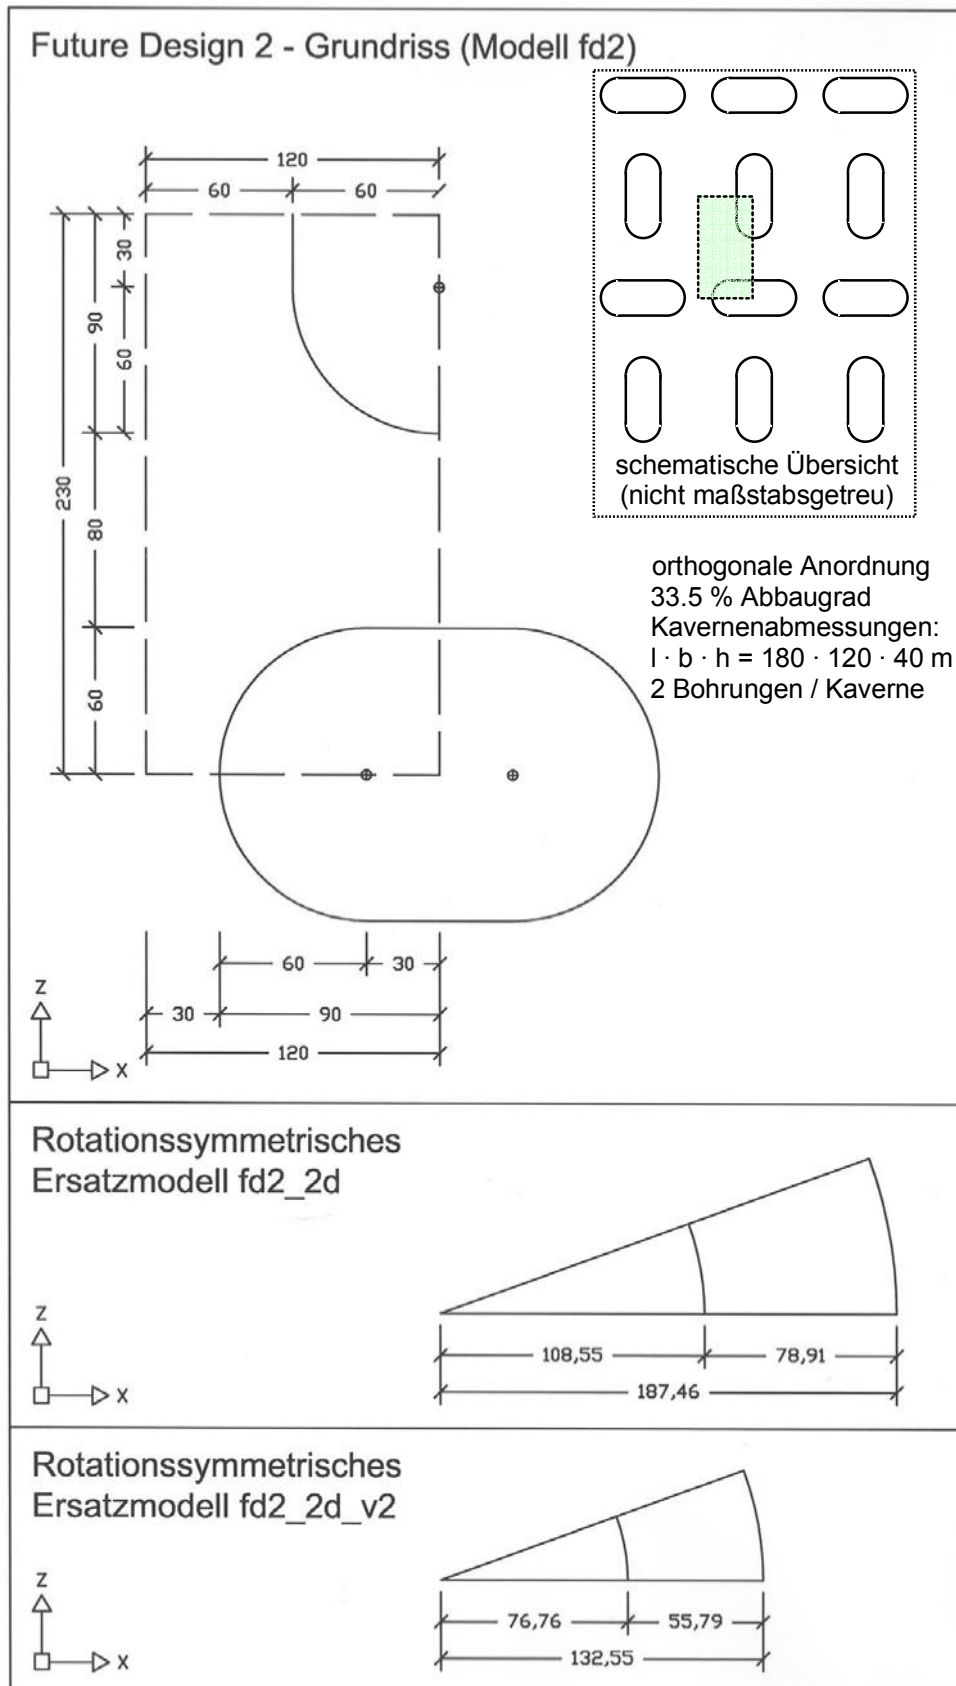 Future Design 2 - Grundriss (Modell fd2)
120
60
60
30
90
60
230
80
60
schematische Übersicht
(nicht maßstabsgetreu)
orthogonale Anordnung
33.5 % Abbaugrad
Kavernenabmessungen:
l · b · h = 180 · 120 · 40 m
2 Bohrungen / Kaverne
60
30
30
90
120
Z
X
Rotationssymmetrisches
Ersatzmodell fd2_2d
108,55
78,91
187,46
Z
X
Rotationssymmetrisches
Ersatzmodell fd2_2d_v2
76,76
55,79
132,55
Z
X